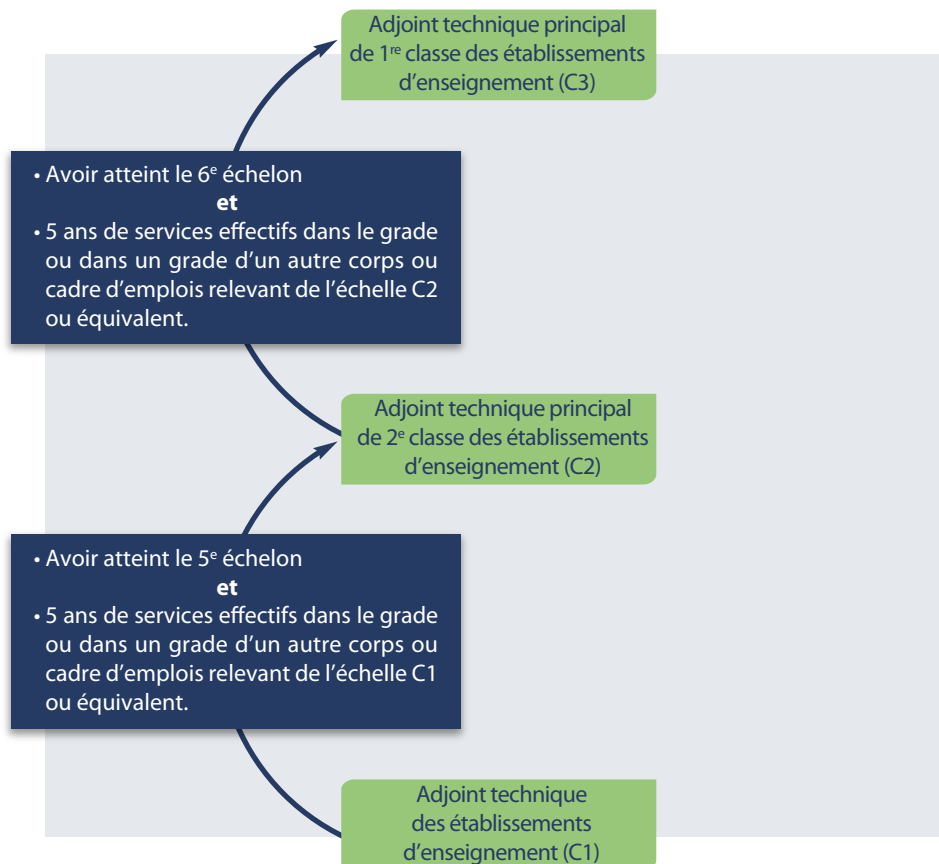 Adjoint technique principal
de 1re classe des établissements
d'enseignement (C3)
• Avoir atteint le 6e échelon
et
• 5 ans de services effectifs dans le grade
ou dans un grade d'un autre corps ou
cadre d'emplois relevant de l'échelle C2
ou équivalent.
Adjoint technique principal
de 2e classe des établissements
d'enseignement (C2)
• Avoir atteint le 5e échelon
et
• 5 ans de services effectifs dans le grade
ou dans un grade d'un autre corps ou
cadre d'emplois relevant de l'échelle C1
ou équivalent.
Adjoint technique
des établissements
d'enseignement (C1)